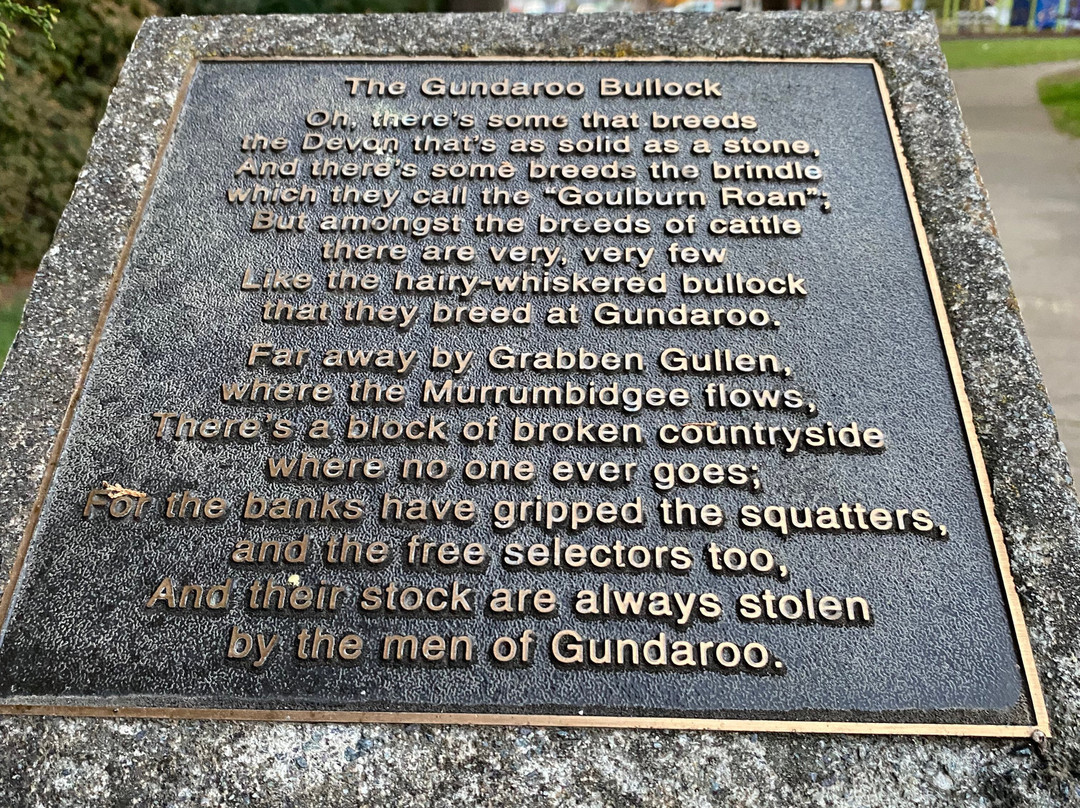 The Gundaroo Bullock
Oh, there's some that breeds
the Devon that's as solid as a stone,
And there's some breeds the brindle
which they call the "Goulburn Roan";
But amongst the breeds of cattle
there are very, very few
Like the hairy-whiskered bullock
that they breed at Gundaroo.
Far away by Grabben Gullen,
where the Murrumbidgee flows,
There's a block of broken countryside
where no one ever goes;
For the banks have gripped the squatters,
and the free selectors too,
And their stock are always stolen
by the men of Gundaroo.